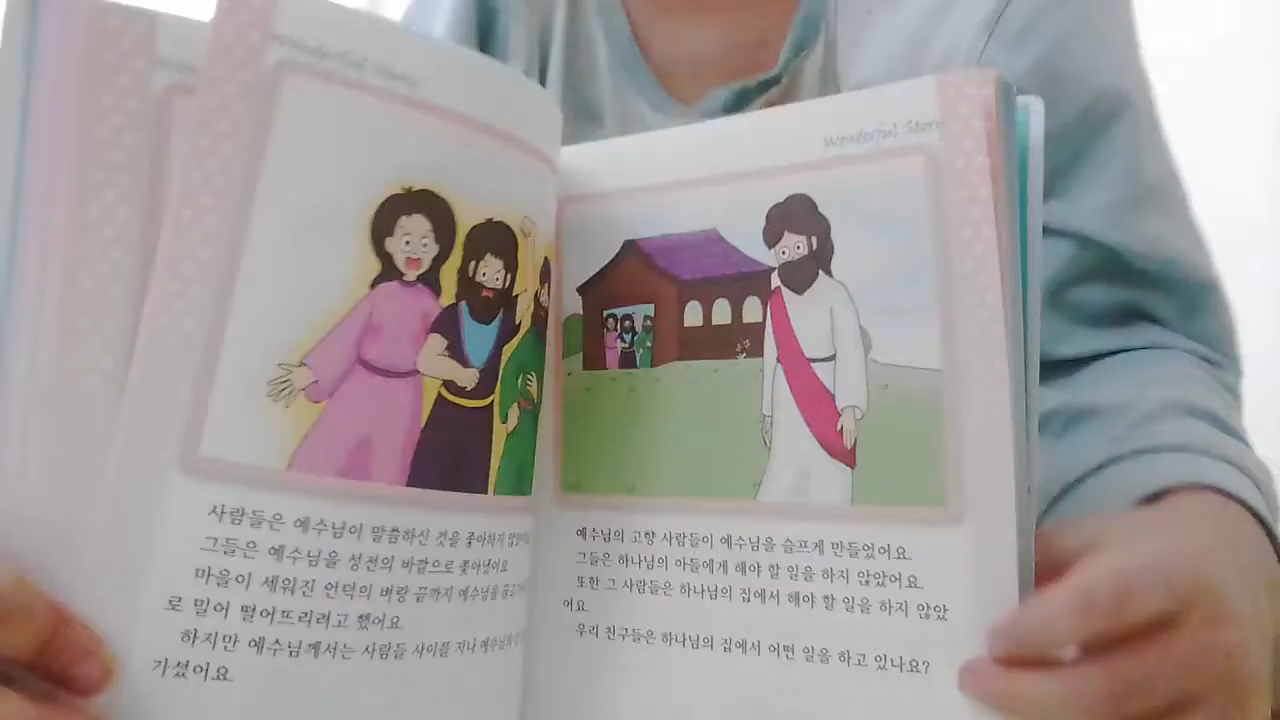 Wonderful Story
사람들은 예수님이 말씀하신 것을 좋아하지
그들은 예수님을 성전의 바깥으로 쫓아냈어요
마을이 세워진 언덕의 벼랑 끝까지 예수님을
로 밀어 떨어뜨리려고 했어요
하지만 예수님께서는 사람들 사이를 지나
가셨어요
Wonderful Story
예수님의 고향 사람들이 예수님을 슬프게 만들었어요.
그들은 하나님의 아들에게 해야 할 일을 하지 않았어요.
또한 그 사람들은 하나님의 집에서 해야 할 일을 하지 않았
어요.
우리 친구들은 하나님의 집에서 어떤 일을 하고 있나요?